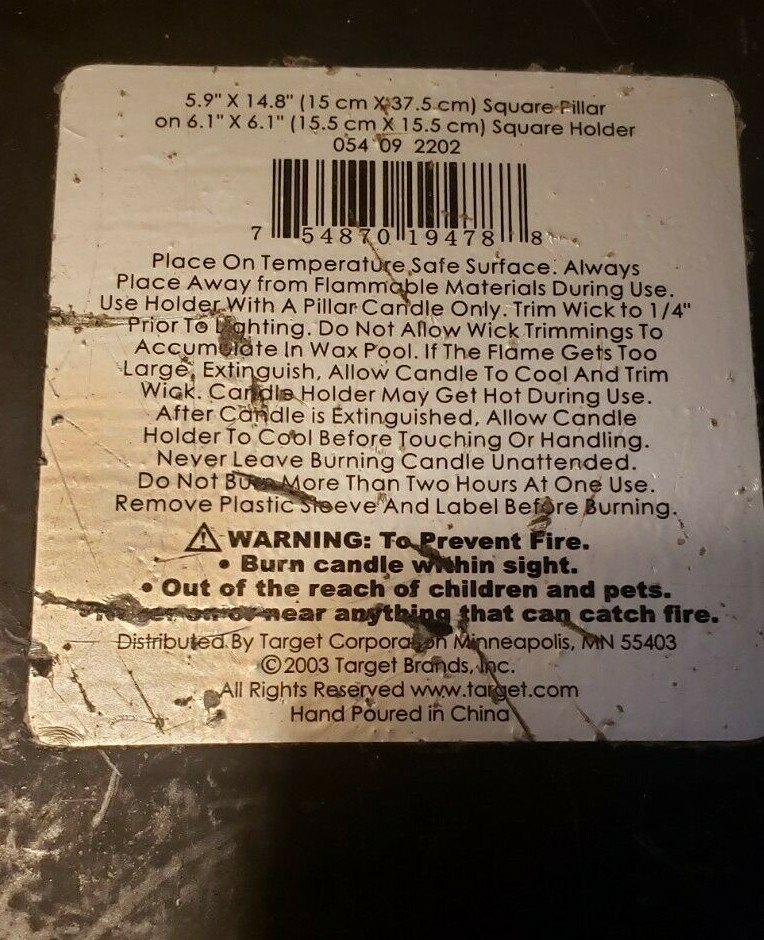 5.9" X 14.8" (15 cm X 37.5 cm) Square Pillar
on 6.1" X 6.1" (15.5 cm X 15.5 cm) Square Holder
054 09 2202
7 54870 19478 8
Place On Temperature Safe Surface. Always
Place Away from Flammable Materials During Use.
Use Holder With A Pillar Candle Only. Trim Wick to 1/4"
Prior To Lighting. Do Not Allow Wick Trimmings To
Accumulate In Wax Pool. If The Flame Gets Too
Large, Extinguish, Allow Candle To Cool And Trim
Wick. Candle Holder May Get Hot During Use.
After Candle is Extinguished, Allow Candle
Holder To Cool Before Touching Or Handling.
Never Leave Burning Candle Unattended.
Do Not Burn More Than Two Hours At One Use.
Remove Plastic Sleeve And Label Before Burning.
⚠ WARNING: To Prevent Fire.
• Burn candle within sight.
• Out of the reach of children and pets.
• Never on or near anything that can catch fire.
Distributed By Target Corporation Minneapolis, MN 55403
©2003 Target Brands, Inc.
All Rights Reserved www.target.com
Hand Poured in China